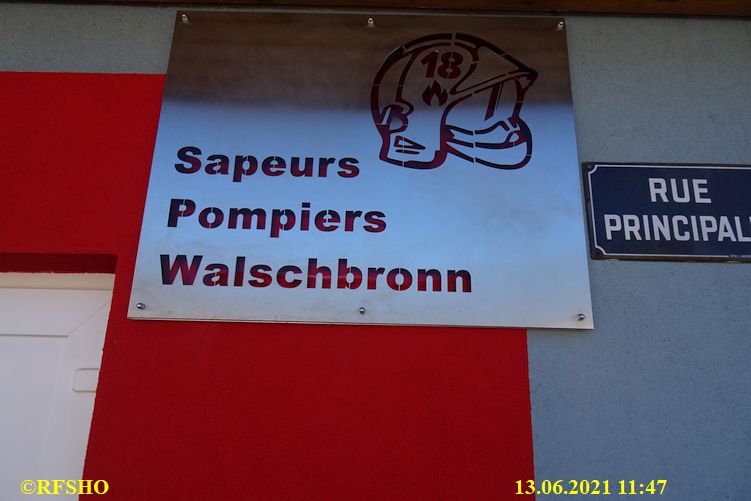 18
Sapeurs
Pompiers
Walschbronn
RUE
PRINCIPAL
©RFSHO
13.06.2021 11:47